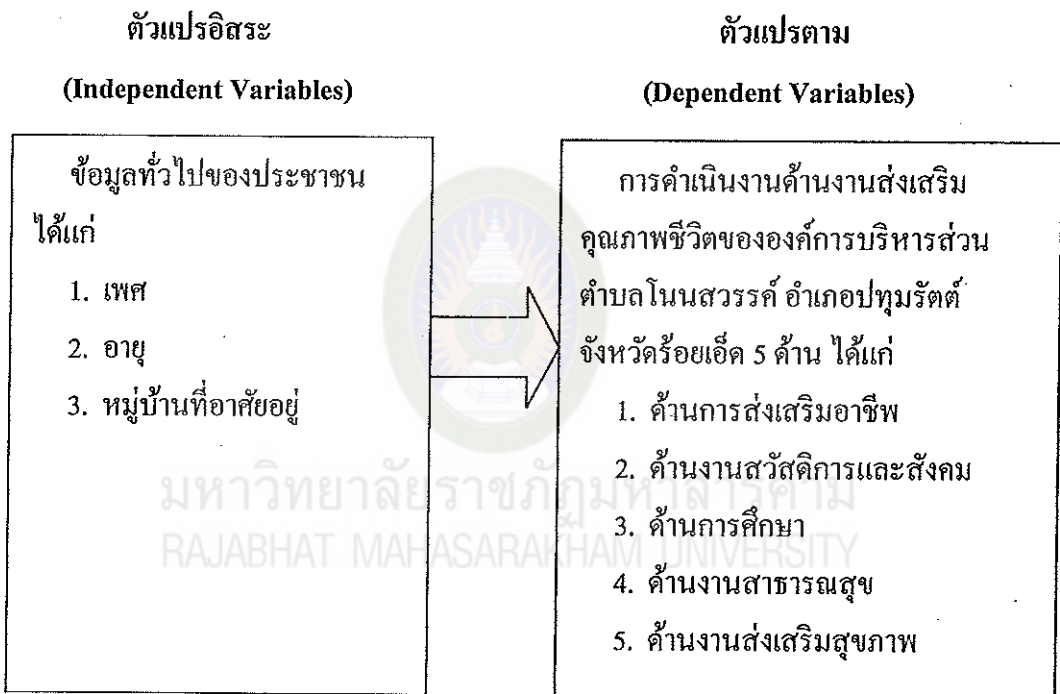 ตัวแปรอิสระ
(Independent Variables)
ข้อมูลทั่วไปของประชาชน
ได้แก่
1. เพศ
2. อายุ
3. หมู่บ้านที่อาศัยอยู่
ตัวแปรตาม
(Dependent Variables)
การดำเนินงานด้านงานส่งเสริม
คุณภาพชีวิตขององค์การบริหารส่วน
ตำบลโนนสวรรค์ อำเภอปทุมรัตต์
จังหวัดร้อยเอ็ด 5 ด้าน ได้แก่
1. ด้านการส่งเสริมอาชีพ
2. ด้านงานสวัสดิการและสังคม
3. ด้านการศึกษา
4. ด้านงานสาธารณสุข
5. ด้านงานส่งเสริมสุขภาพ
มหาวิทยาลัยราชภัฏมหาสารคาม
RAJABHAT MAHASARAKHAM UNIVERSITY